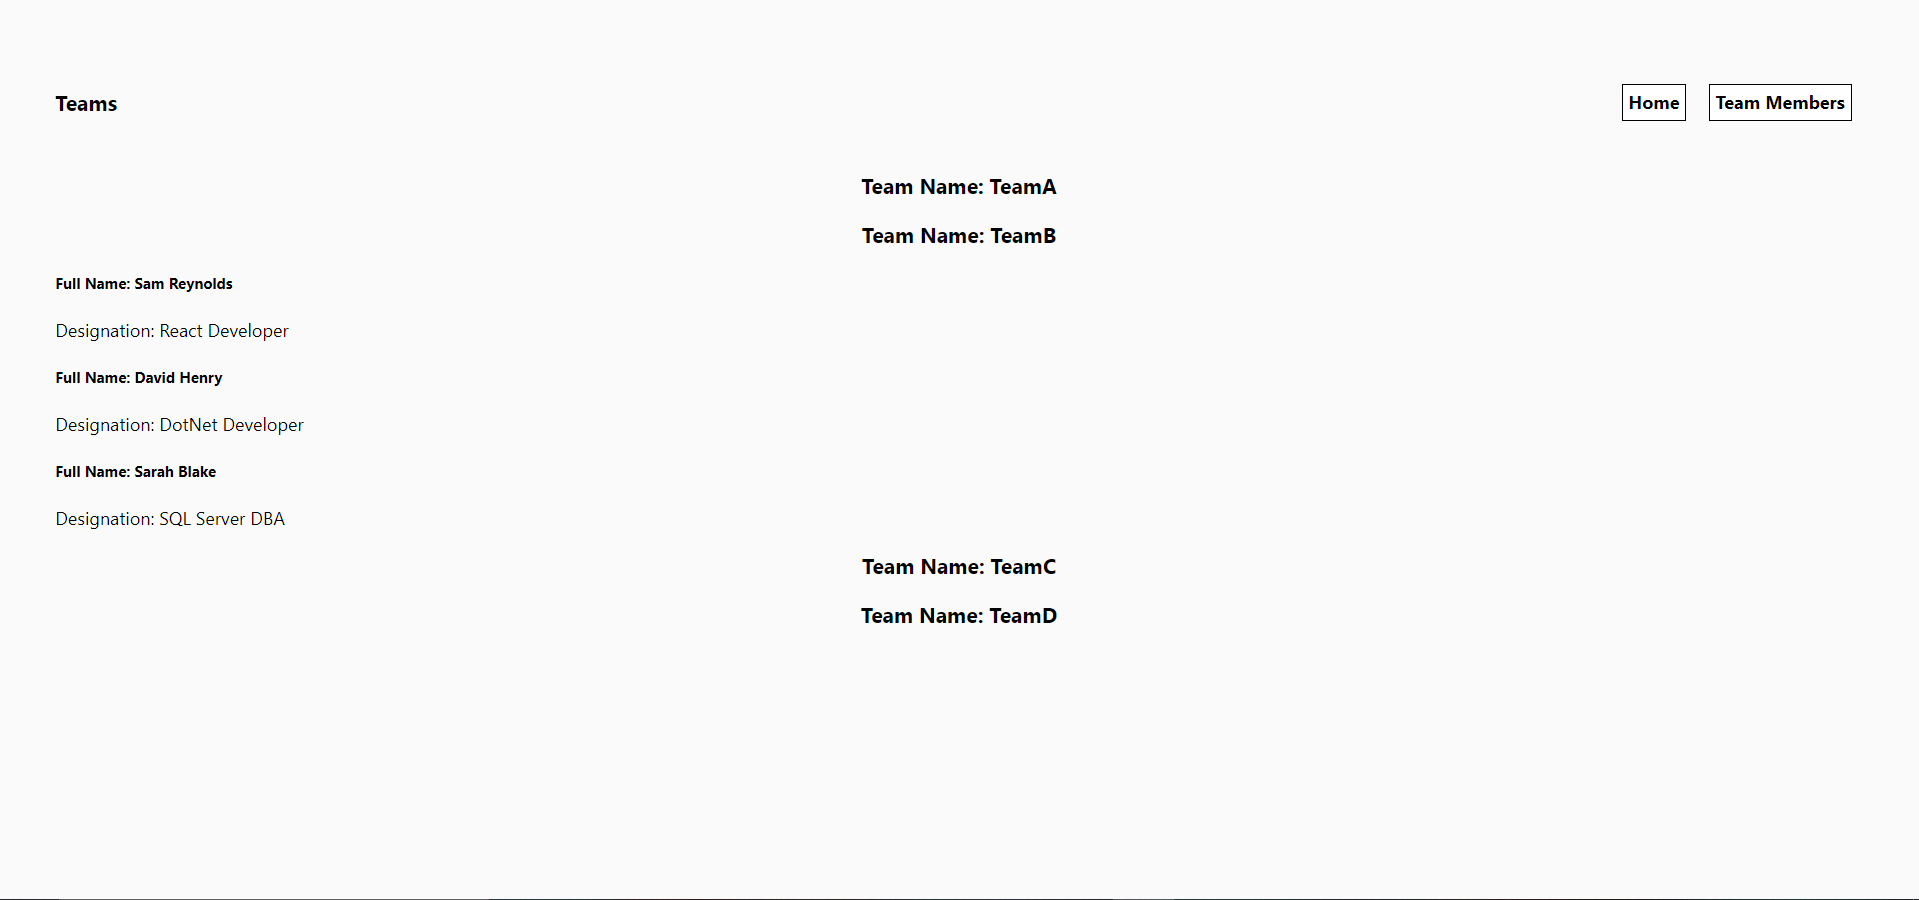 Teams
Home
Team Members
Team Name: TeamA
Team Name: TeamB
Full Name: Sam Reynolds
Designation: React Developer
Full Name: David Henry
Designation: DotNet Developer
Full Name: Sarah Blake
Designation: SQL Server DBA
Team Name: TeamC
Team Name: TeamD